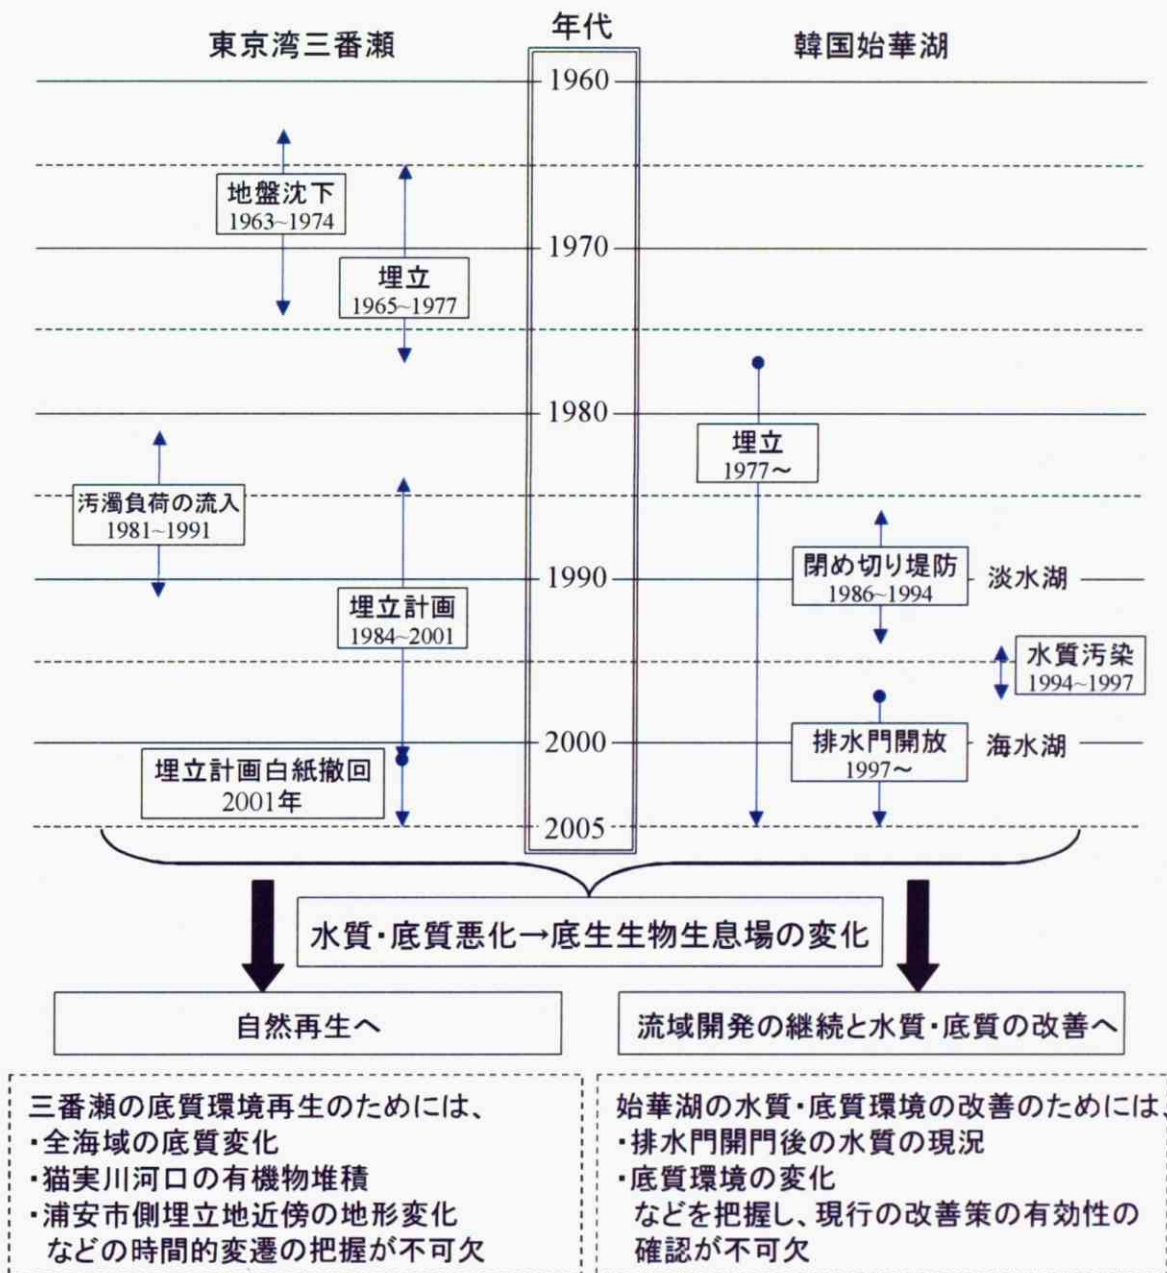 東京湾三番瀬
年代
韓国始華湖
1960
地盤沈下
1963~1974
埋立
1965~1977
1970
1980
埋立
1977～
汚濁負荷の流入
1981~1991
埋立計画
1984~2001
1990
閉め切り堤防
1986~1994
淡水湖
水質汚染
1994~1997
2000
排水門開放
1997～
海水湖
埋立計画白紙撤回
2001年
2005
水質・底質悪化→底生生物生息場の変化
自然再生へ
流域開発の継続と水質・底質の改善へ
三番瀬の底質環境再生のためには、
・全海域の底質変化
・猫実川河口の有機物堆積
・浦安市側埋立地近傍の地形変化
などの時間的変遷の把握が不可欠
始華湖の水質・底質環境の改善のためには、
・排水門開門後の水質の現況
・底質環境の変化
などを把握し、現行の改善策の有効性の
確認が不可欠